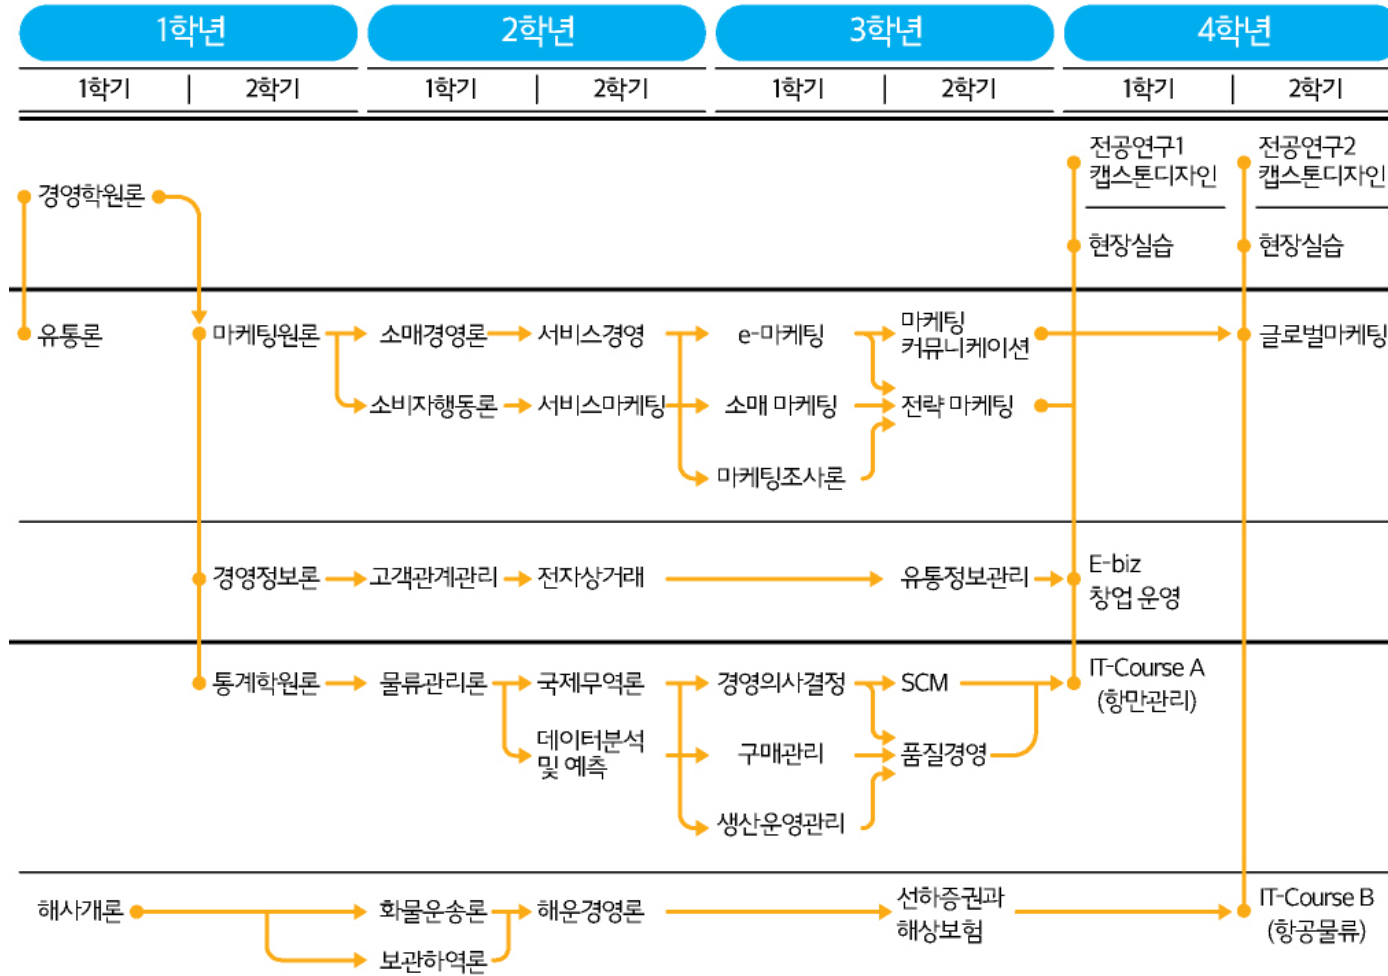 1학년 2학년 3학년 4학년
1학기 2학기 1학기 2학기 1학기 2학기 1학기 2학기
전공연구1 전공연구2
캡스톤디자인 캡스톤디자인
경영학원론
현장실습 현장실습
유통론 마케팅원론 소매경영론 서비스경영 e-마케팅 마케팅 글로벌마케팅
커뮤니케이션
소비자행동론 서비스마케팅 소매 마케팅 전략 마케팅
마케팅조사론
경영정보론 고객관계관리 전자상거래 유통정보관리 E-biz
창업 운영
통계학원론 물류관리론 국제무역론 경영의사결정 SCM IT-Course A
(항만관리)
데이터분석
및 예측 구매관리 품질경영
생산운영관리
해사개론 화물운송론 해운경영론 선하증권과 IT-Course B
해상보험 (항공물류)
보관하역론